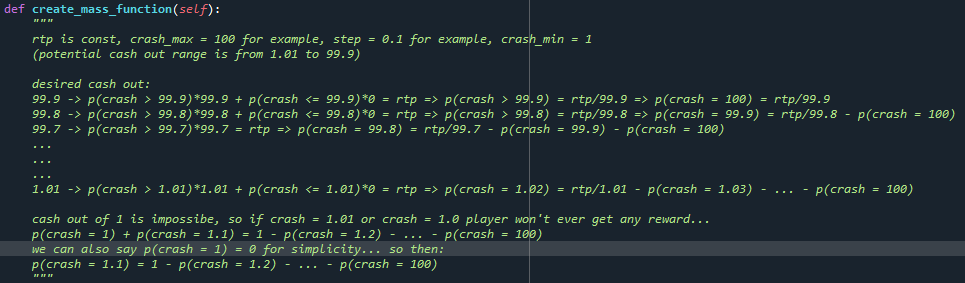 def create_mass_function(self):
"""
rtp is const, crash_max = 100 for example, step = 0.1 for example, crash_min = 1
(potential cash out range is from 1.01 to 99.9)
desired cash out:
99.9 -> p(crash > 99.9)*99.9 + p(crash <= 99.9)*0 = rtp => p(crash > 99.9) = rtp/99.9 => p(crash = 100) = rtp/99.9
99.8 -> p(crash > 99.8)*99.8 + p(crash <= 99.8)*0 = rtp => p(crash > 99.8) = rtp/99.8 => p(crash = 99.9) = rtp/99.8 - p(crash = 100)
99.7 -> p(crash > 99.7)*99.7 = rtp => p(crash = 99.8) = rtp/99.7 - p(crash = 99.9) - p(crash = 100)
...
...
...
1.01 -> p(crash > 1.01)*1.01 + p(crash <= 1.01)*0 = rtp => p(crash = 1.02) = rtp/1.01 - p(crash = 1.03) - ... - p(crash = 100)
cash out of 1 is impossibe, so if crash = 1.01 or crash = 1.0 player won't ever get any reward...
p(crash = 1) + p(crash = 1.1) = 1 - p(crash = 1.2) - ... - p(crash = 100)
we can also say p(crash = 1) = 0 for simplicity... so then:
p(crash = 1.1) = 1 - p(crash = 1.2) - ... - p(crash = 100)
"""